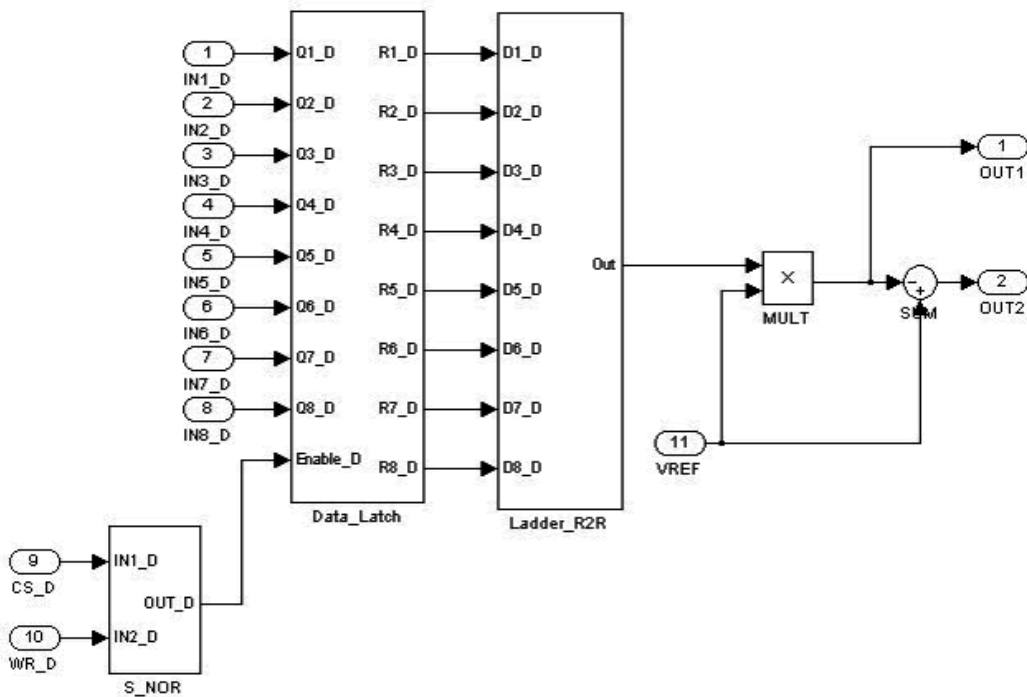 1
IN1_D
2
IN2_D
3
IN3_D
4
IN4_D
5
IN5_D
6
IN6_D
7
IN7_D
8
IN8_D
Q1_D
Q2_D
Q3_D
Q4_D
Q5_D
Q6_D
Q7_D
Q8_D
Enable_D
R1_D
R2_D
R3_D
R4_D
R5_D
R6_D
R7_D
R8_D
Data_Latch
D1_D
D2_D
D3_D
D4_D
D5_D
D6_D
D7_D
D8_D
Out
Ladder_R2R
×
MULT
11
VREF
−
+
SUM
1
OUT1
2
OUT2
9
CS_D
10
WR_D
IN1_D
IN2_D
OUT_D
S_NOR